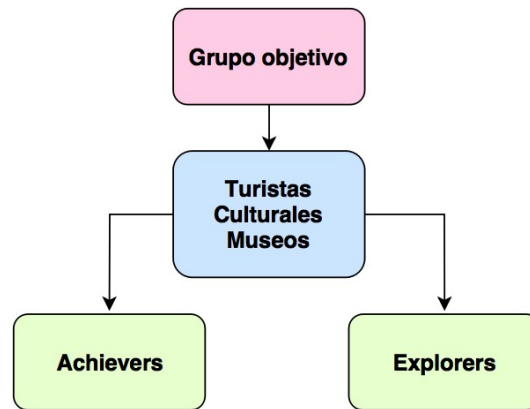 Grupo objetivo
Turistas
Culturales
Museos
Achievers
Explorers